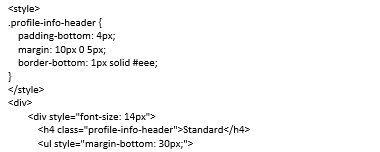 <style>
.profile-info-header {
padding-bottom: 4px;
margin: 10px 0 5px;
border-bottom: 1px solid #eee;
}
</style>
<div>
<div style="font-size: 14px">
<h4 class="profile-info-header">Standard</h4>
<ul style="margin-bottom: 30px;">